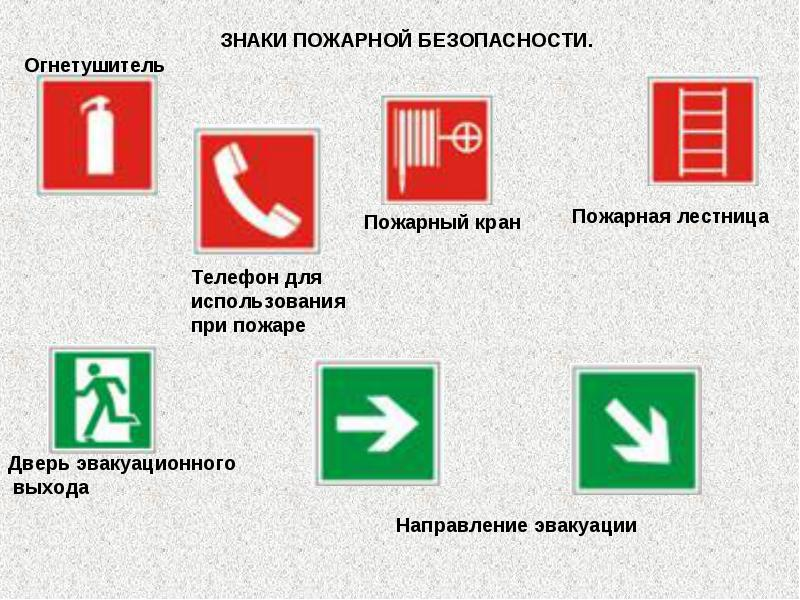 ЗНАКИ ПОЖАРНОЙ БЕЗОПАСНОСТИ.
Огнетушитель
Пожарный кран
Пожарная лестница
Телефон для
использования
при пожаре
Дверь эвакуационного
выхода
Направление эвакуации